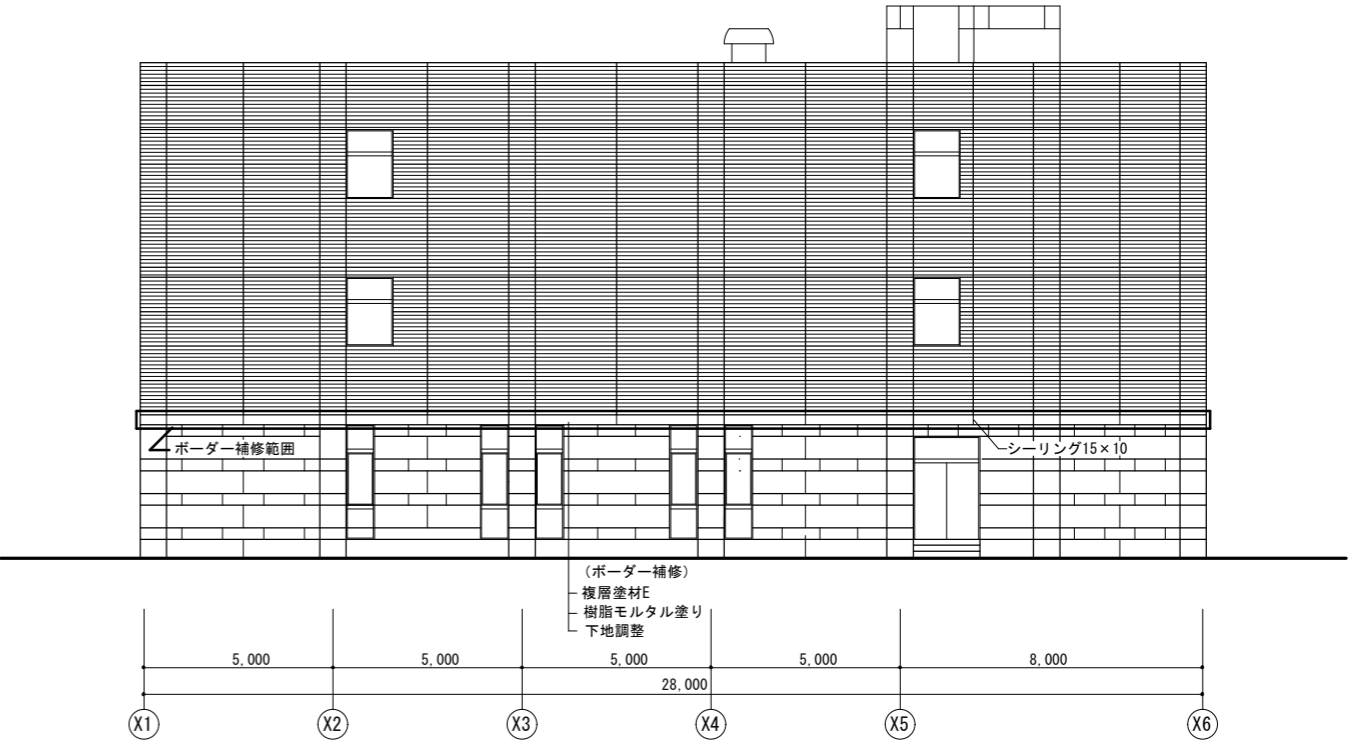 ボーダー補修範囲
シーリング15×10
(ボーダー補修)
複層塗材E
樹脂モルタル塗り
下地調整
5,000 5,000 5,000 5,000 8,000
28,000
X1 X2 X3 X4 X5 X6